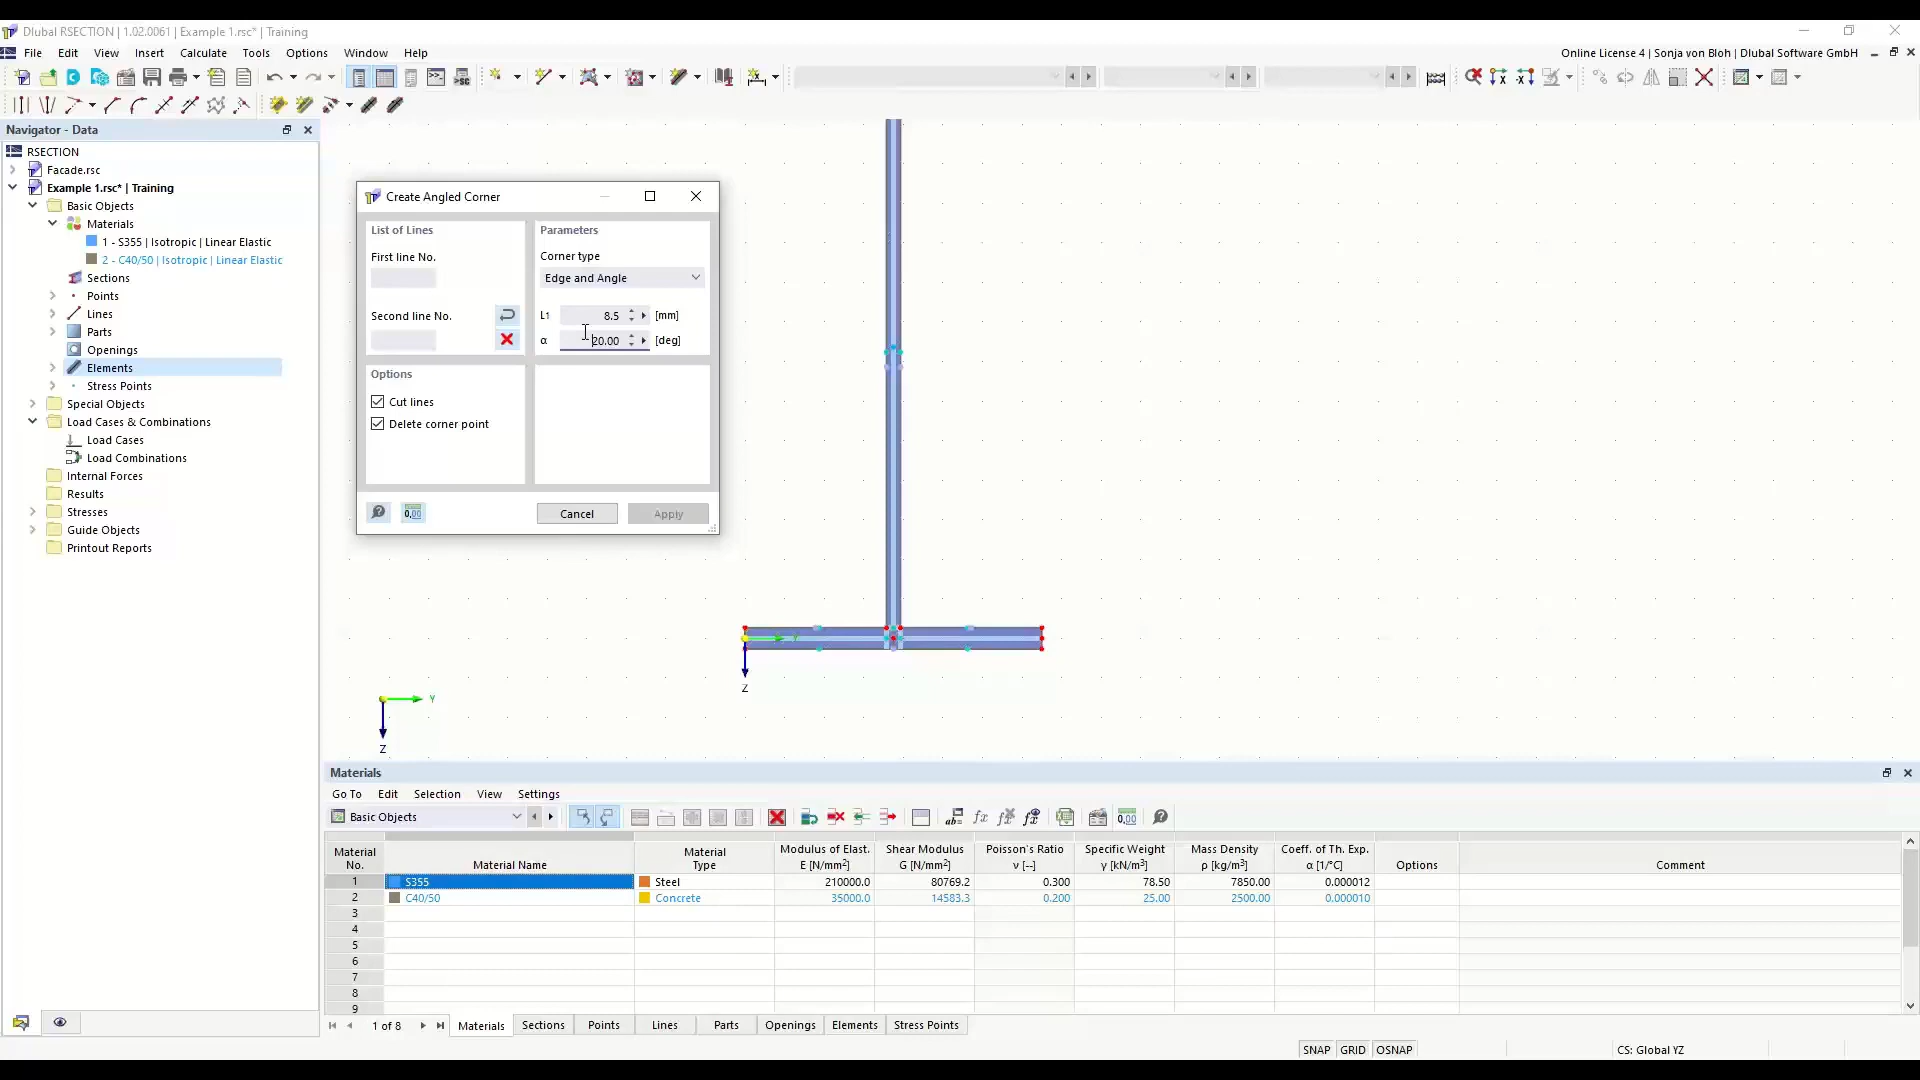 Dlubal RSECTION | 1.02.0061 | Example 1.rsc* | Training
File Edit View Insert Calculate Tools Options Window Help
Online License 4 | Sonja von Bloh | Dlubal Software GmbH
Navigator - Data
RSECTION
Facade.rsc
Example 1.rsc* | Training
Basic Objects
Materials
1 - S355 | Isotropic | Linear Elastic
2 - C40/50 | Isotropic | Linear Elastic
Sections
Points
Lines
Parts
Openings
Elements
Stress Points
Special Objects
Load Cases & Combinations
Load Cases
Load Combinations
Internal Forces
Results
Stresses
Guide Objects
Printout Reports
Create Angled Corner
List of Lines
First line No.
Second line No.
Parameters
Corner type
Edge and Angle
L1 8.5 [mm]
α 20.00 [deg]
Options
Cut lines
Delete corner point
Cancel Apply
Y
Z
Y
Z
Materials
Go To Edit Selection View Settings
Basic Objects
Material No. Material Name Material Type Modulus of Elast. E [N/mm²] Shear Modulus G [N/mm²] Poisson's Ratio ν [--] Specific Weight γ [kN/m³] Mass Density ρ [kg/m³] Coeff. of Th. Exp. α [1/°C] Options Comment
1 S355 Steel 210000.0 80769.2 0.300 78.50 7850.00 0.000012
2 C40/50 Concrete 35000.0 14583.3 0.200 25.00 2500.00 0.000010
3
4
5
6
7
8
9
1 of 8 Materials Sections Points Lines Parts Openings Elements Stress Points
SNAP GRID OSNAP CS: Global YZ